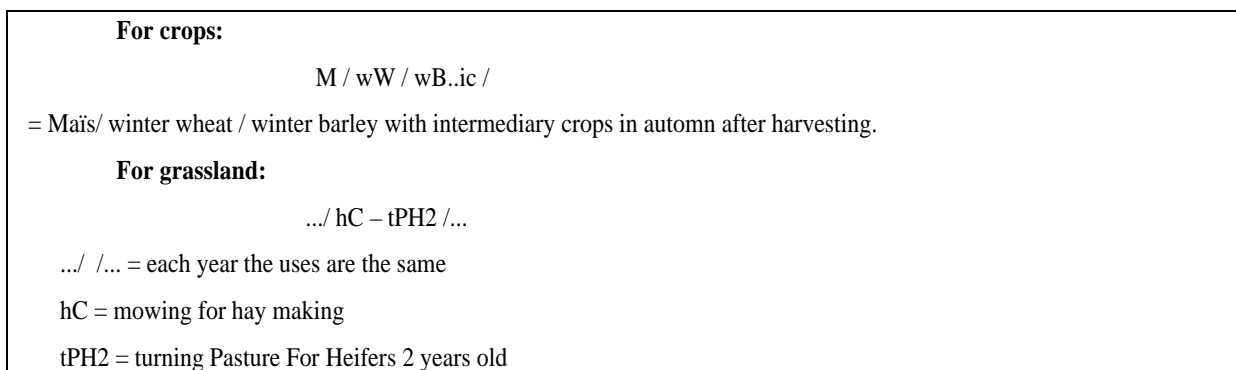 For crops:
M / wW / wB..ic /
= Maïs/ winter wheat / winter barley with intermediary crops in automn after harvesting.
For grassland:
.../ hC – tPH2 /...
.../ /... = each year the uses are the same
hC = mowing for hay making
tPH2 = turning Pasture For Heifers 2 years old